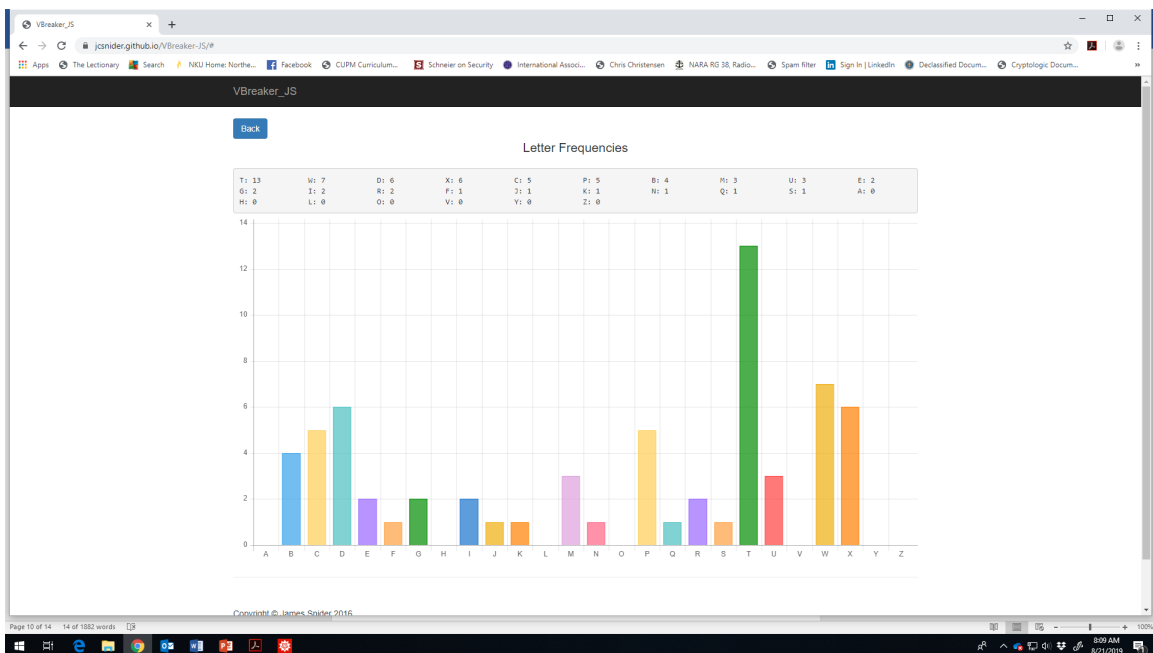 VBreaker_JS × +
jcsnider.github.io/VBreaker-JS/#
Apps The Lectionary Search NKU Home: Northe... Facebook CUPM Curriculum... Schneier on Security International Associ... Chris Christensen NARA RG 38, Radio... Spam filter Sign In | LinkedIn Declassified Docum... Cryptologic Docum... »
VBreaker_JS
Back
Letter Frequencies
T: 13 W: 7 D: 6 X: 6 C: 5 P: 5 B: 4 M: 3 U: 3 E: 2
G: 2 I: 2 R: 2 F: 1 J: 1 K: 1 N: 1 Q: 1 S: 1 A: 0
H: 0 L: 0 O: 0 V: 0 Y: 0 Z: 0
14
12
10
8
6
4
2
0
A B C D E F G H I J K L M N O P Q R S T U V W X Y Z
Copyright © James Snider 2016
Page 10 of 14 14 of 1882 words 100%
8:09 AM
8/21/2019